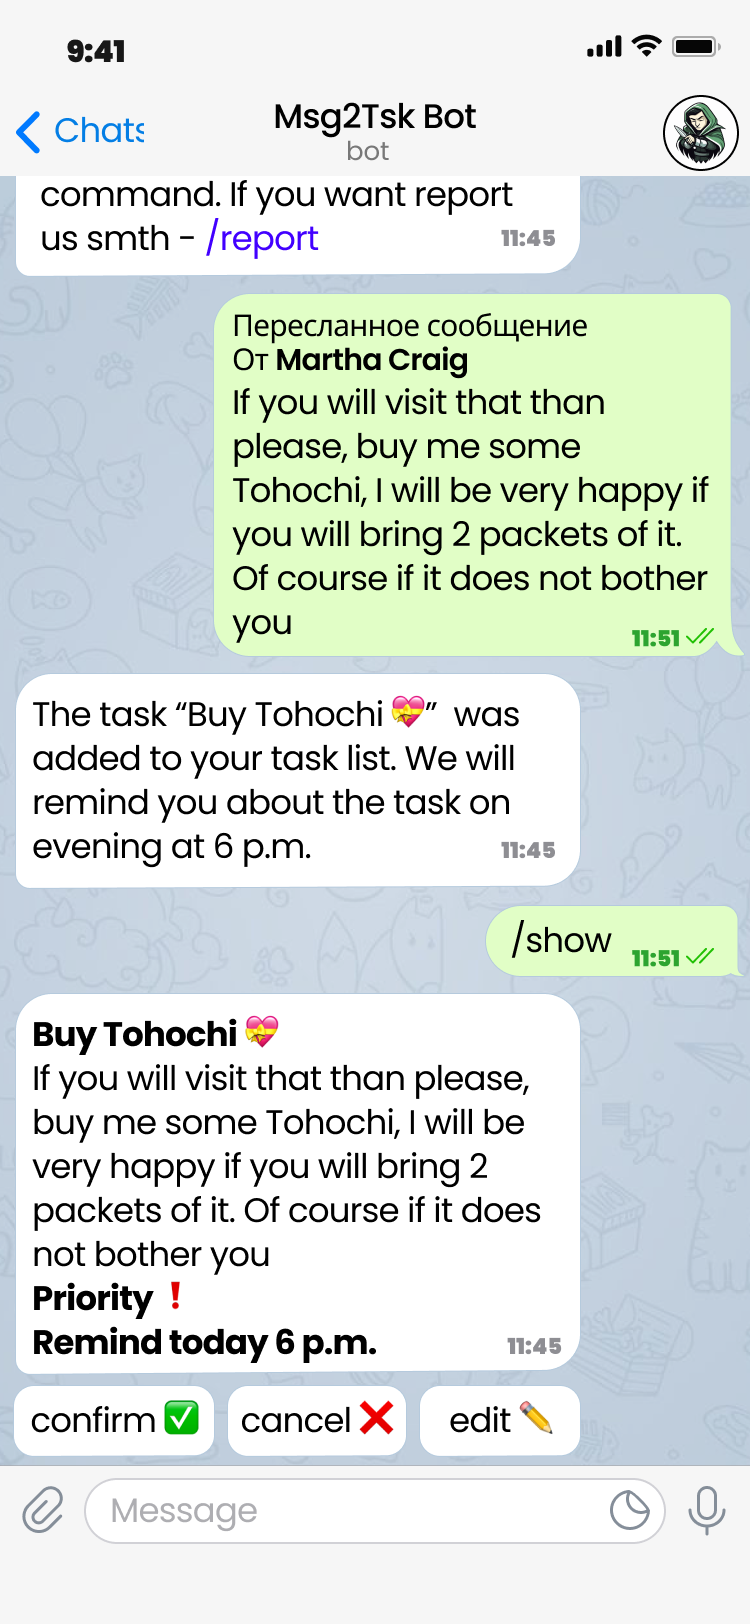 9:41
Chats
Msg2Tsk Bot
bot
command. If you want report
us smth - /report
11:45
Пересланное сообщение
От Martha Craig
If you will visit that than
please, buy me some
Tohochi, I will be very happy if
you will bring 2 packets of it.
Of course if it does not bother
you
11:51
The task “Buy Tohochi 💝” was
added to your task list. We will
remind you about the task on
evening at 6 p.m.
11:45
/show
11:51
Buy Tohochi 💝
If you will visit that than please,
buy me some Tohochi, I will be
very happy if you will bring 2
packets of it. Of course if it does
not bother you
Priority ❗
Remind today 6 p.m.
11:45
confirm ✅
cancel ❌
edit ✏️
Message